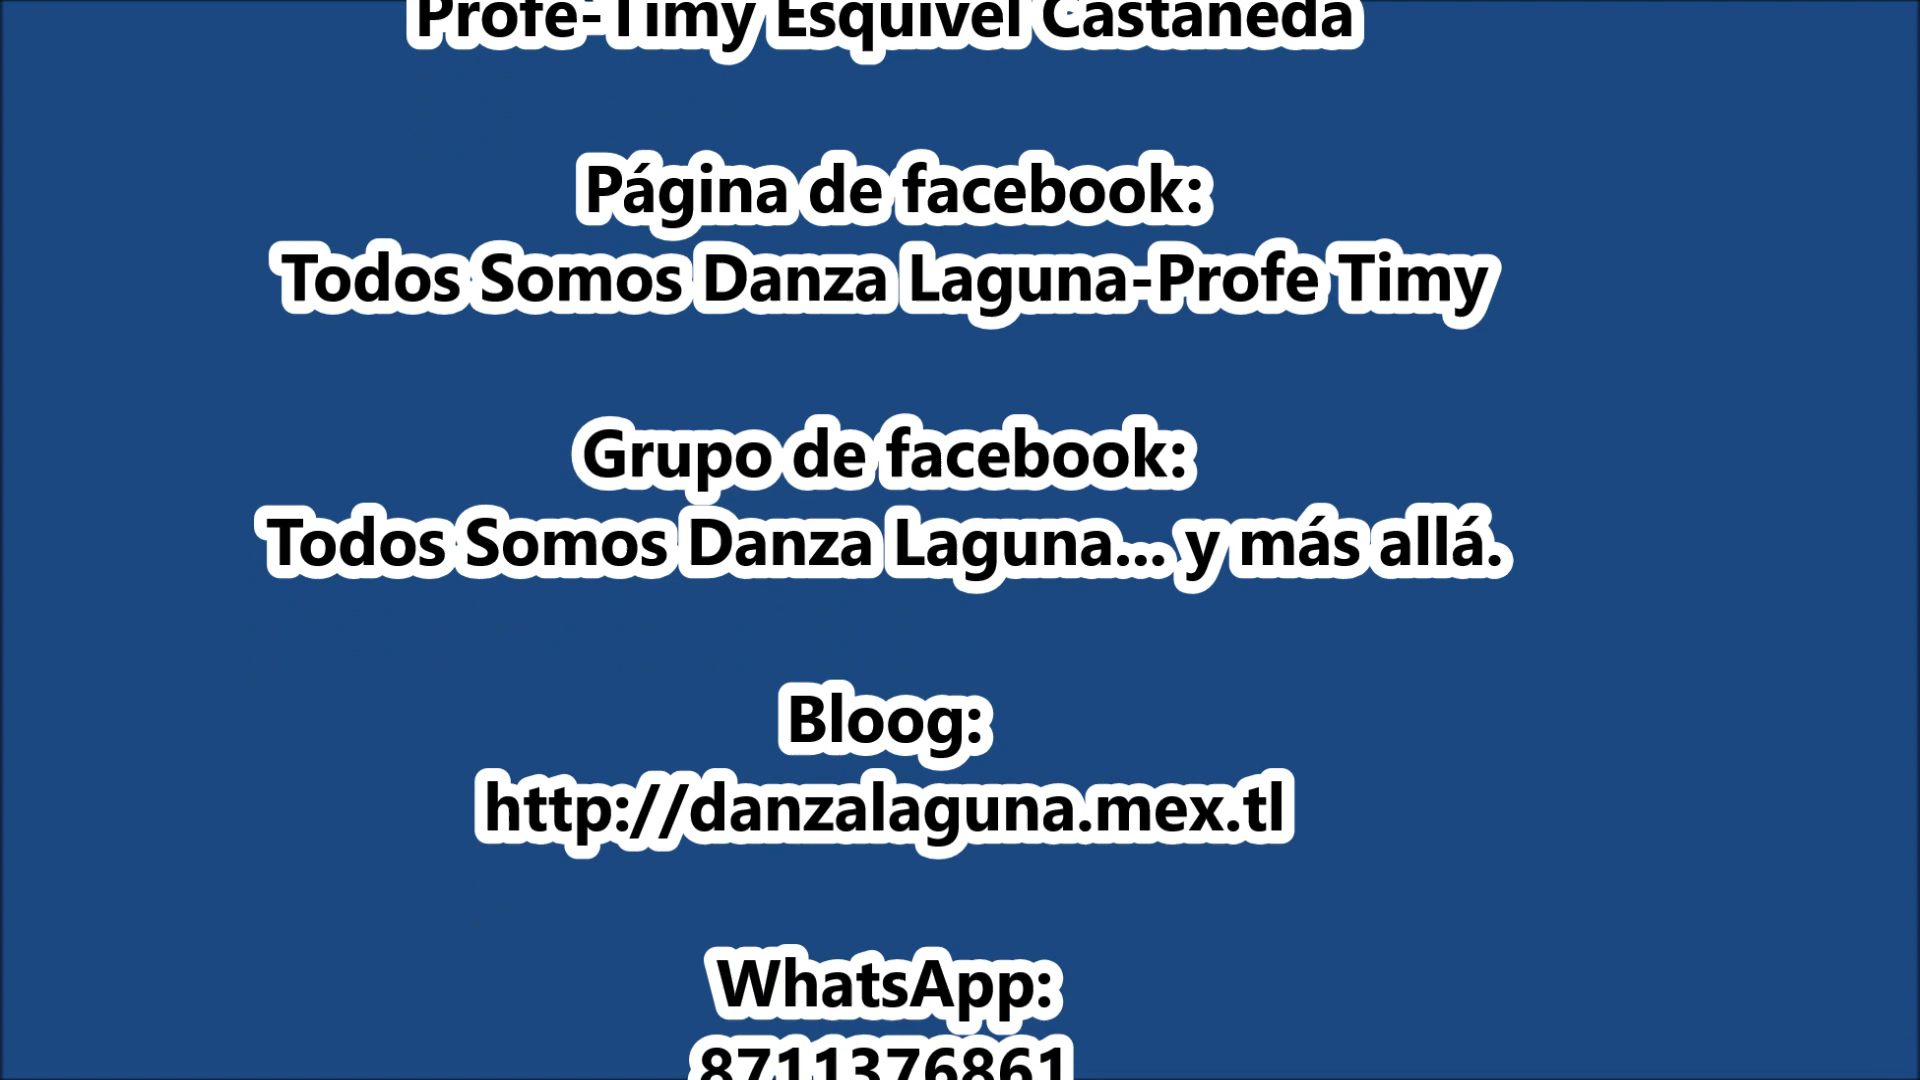 Profe-Timy Esquivel Castañeda
Página de facebook:
Todos Somos Danza Laguna-Profe Timy
Grupo de facebook:
Todos Somos Danza Laguna... y más allá.
Bloog:
http://danzalaguna.mex.tl
WhatsApp:
8711376861